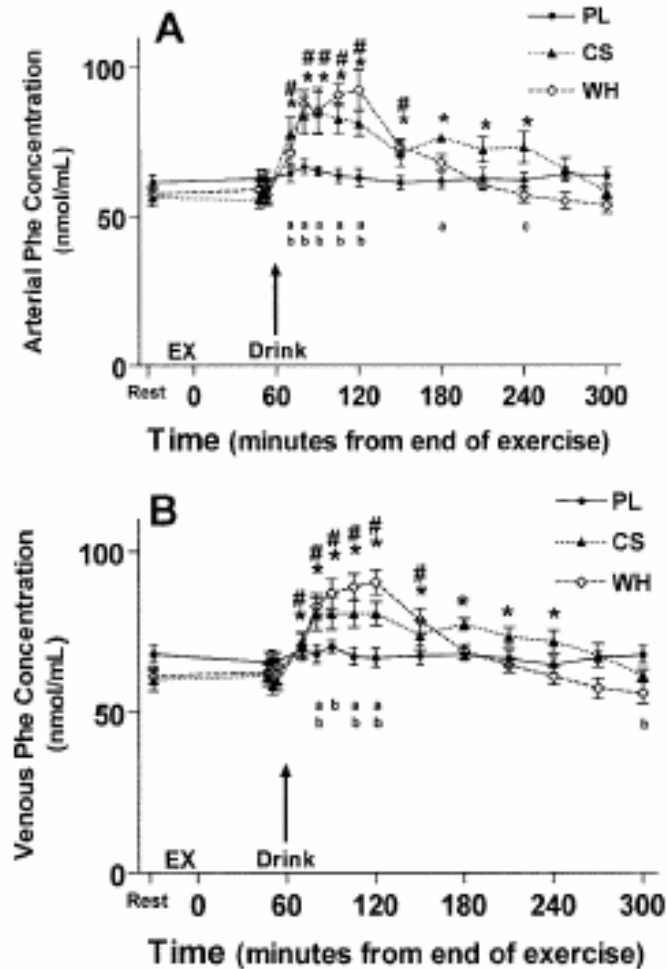 A
PL
CS
WH
Arterial Phe Concentration
(nmol/mL)
100
50
0
# # # # #
* * * * *
#
*
* * *
a a a a a
b b b b b
a
EX
Drink
Rest 0 60 120 180 240 300
Time (minutes from end of exercise)
B
PL
CS
WH
Venous Phe Concentration
(nmol/mL)
100
50
0
# # # # #
* * * * *
#
*
* * *
a b a a
b b b
b
EX
Drink
Rest 0 60 120 180 240 300
Time (minutes from end of exercise)